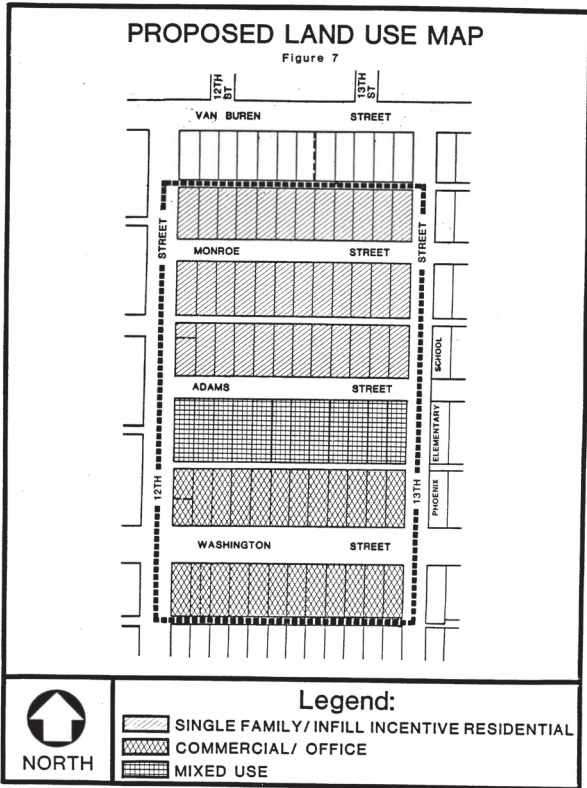 PROPOSED LAND USE MAP
Figure 7
12TH ST
13TH ST
VAN BUREN STREET
STREET
STREET
MONROE STREET
SCHOOL
ADAMS STREET
ELEMENTARY
12TH
13TH
PHOENIX
WASHINGTON STREET
NORTH
Legend:
SINGLE FAMILY/ INFILL INCENTIVE RESIDENTIAL
COMMERCIAL/ OFFICE
MIXED USE